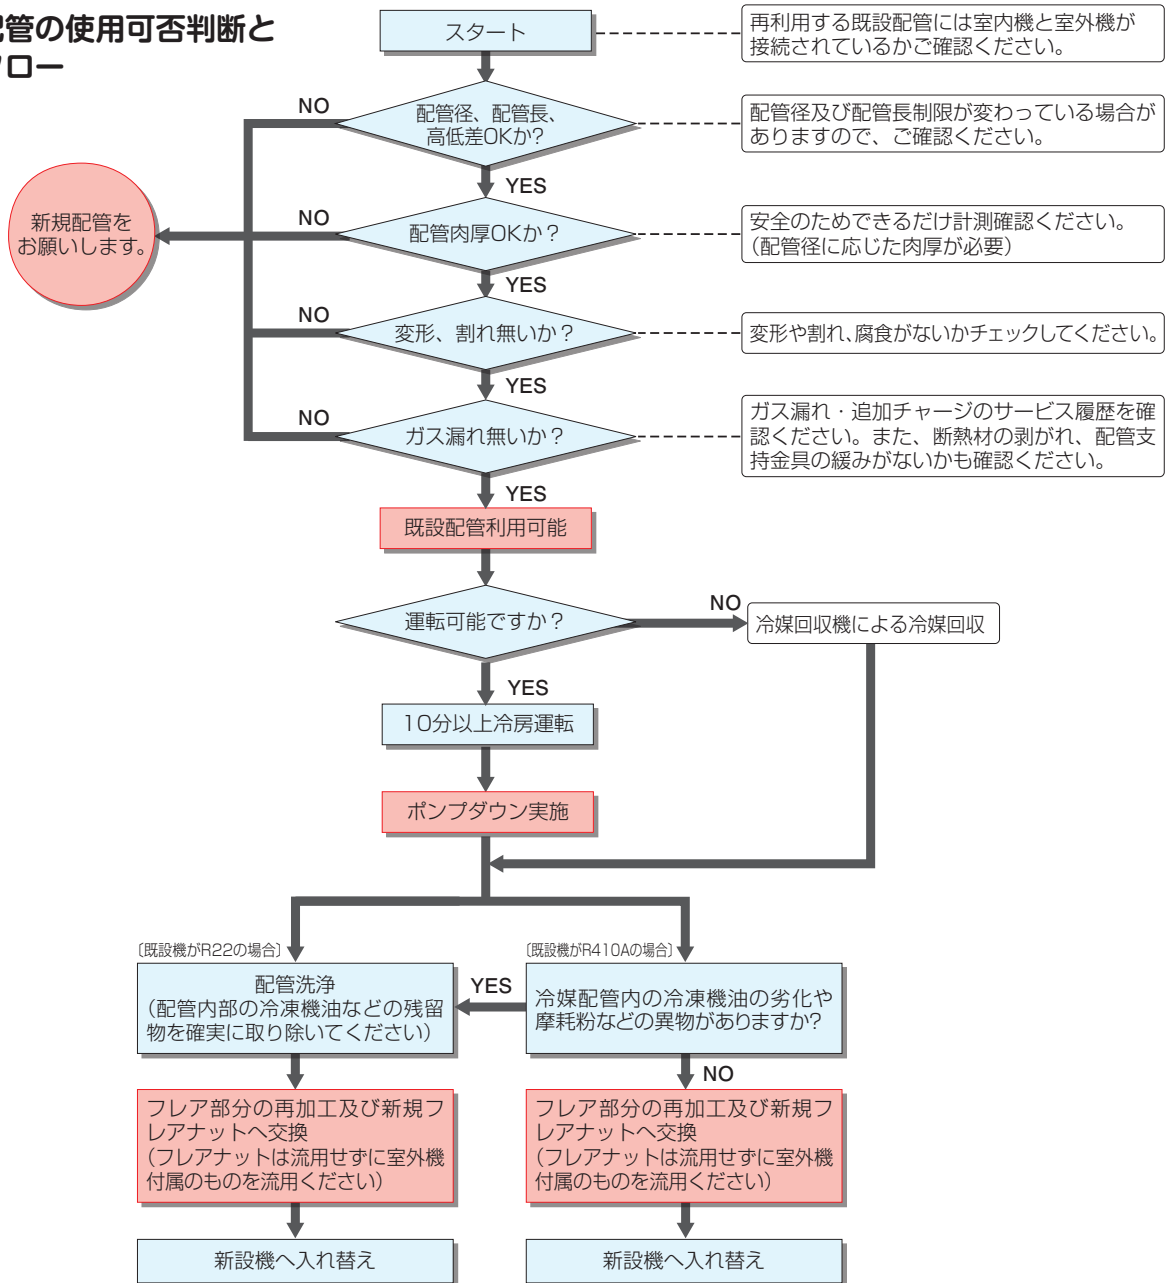 配管の使用可否判断と
フロー
スタート
再利用する既設配管には室内機と室外機が
接続されているかご確認ください。
NO
配管径、配管長、
高低差OKか?
配管径及び配管長制限が変わっている場合が
ありますので、ご確認ください。
YES
新規配管を
お願いします。
NO
配管肉厚OKか?
安全のためできるだけ計測確認ください。
(配管径に応じた肉厚が必要)
YES
NO
変形、割れ無いか?
変形や割れ、腐食がないかチェックしてください。
YES
NO
ガス漏れ無いか?
ガス漏れ・追加チャージのサービス履歴を確
認ください。また、断熱材の剥がれ、配管支
持金具の緩みがないかも確認ください。
YES
既設配管利用可能
運転可能ですか?
NO
冷媒回収機による冷媒回収
YES
10分以上冷房運転
ポンプダウン実施
〔既設機がR22の場合〕
〔既設機がR410Aの場合〕
配管洗浄
(配管内部の冷凍機油などの残留
物を確実に取り除いてください)
YES
冷媒配管内の冷凍機油の劣化や
摩耗粉などの異物がありますか?
NO
フレア部分の再加工及び新規フ
レアナットへ交換
(フレアナットは流用せずに室外機
付属のものを流用ください)
フレア部分の再加工及び新規フ
レアナットへ交換
(フレアナットは流用せずに室外機
付属のものを流用ください)
新設機へ入れ替え
新設機へ入れ替え